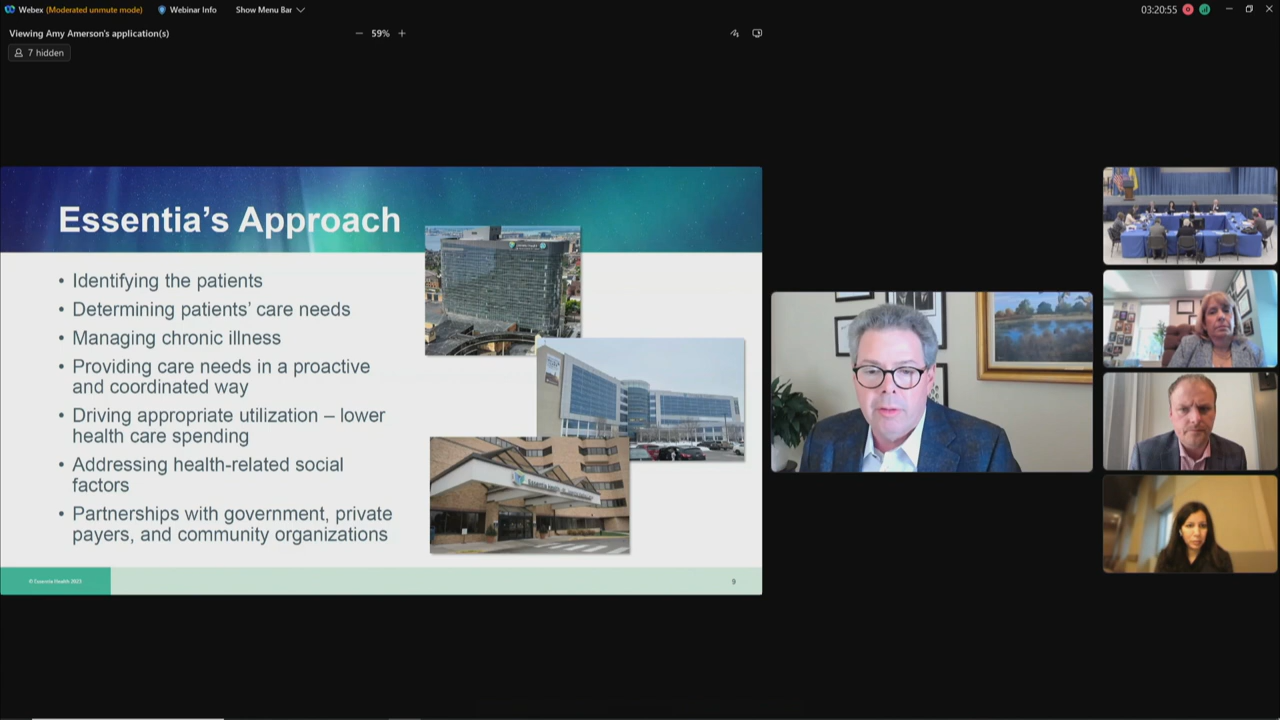 Webex (Moderated unmute mode) Webinar Info Show Menu Bar 03:20:55
Viewing Amy Amerson's application(s) 59%
7 hidden
Essentia's Approach
• Identifying the patients
• Determining patients' care needs
• Managing chronic illness
• Providing care needs in a proactive
and coordinated way
• Driving appropriate utilization – lower
health care spending
• Addressing health-related social
factors
• Partnerships with government, private
payers, and community organizations
© Essentia Health 2023
9